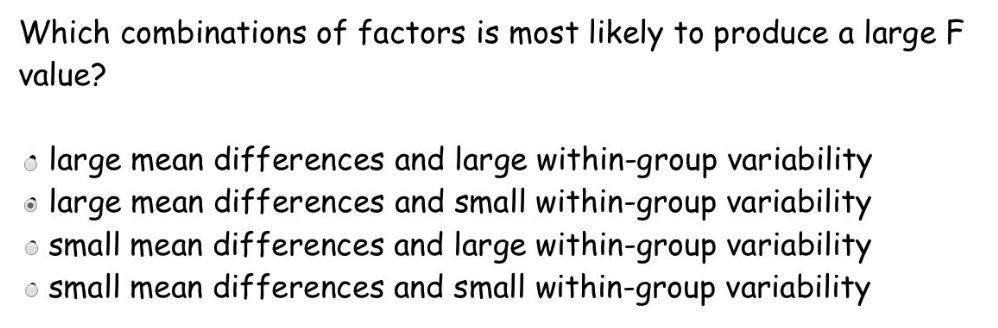 Which combinations of factors is most likely to produce a large F
value?
large mean differences and large within-group variability
large mean differences and small within-group variability
small mean differences and large within-group variability
small mean differences and small within-group variability